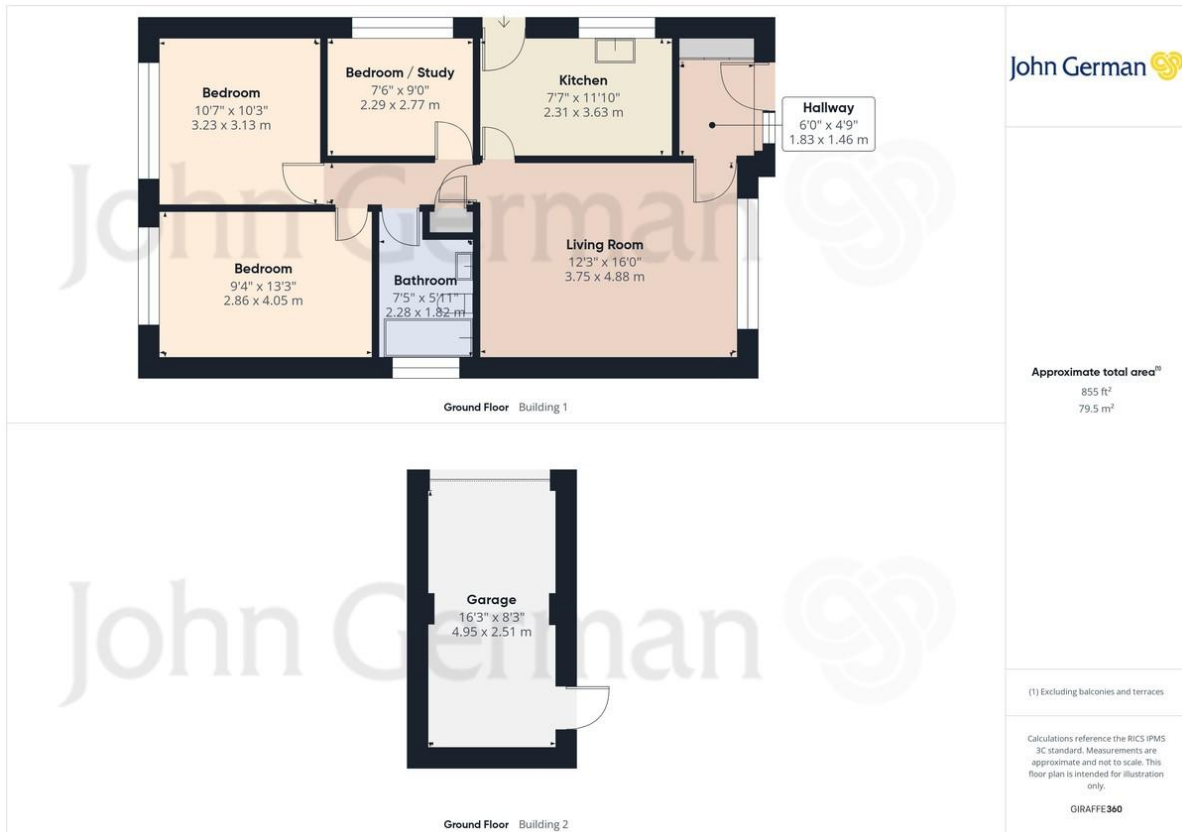 John German
Bedroom
10'7" x 10'3"
3.23 x 3.13 m
Bedroom / Study
7'6" x 9'0"
2.29 x 2.77 m
Kitchen
7'7" x 11'10"
2.31 x 3.63 m
Hallway
6'0" x 4'9"
1.83 x 1.46 m
John German
Bedroom
9'4" x 13'3"
2.86 x 4.05 m
Bathroom
7'5" x 5'11"
2.28 x 1.82 m
Living Room
12'3" x 16'0"
3.75 x 4.88 m
Ground Floor Building 1
Approximate total area(1)
855 ft²
79.5 m²
John German
Garage
16'3" x 8'3"
4.95 x 2.51 m
Ground Floor Building 2
(1) Excluding balconies and terraces
Calculations reference the RICS IPMS
3C standard. Measurements are
approximate and not to scale. This
floor plan is intended for illustration
only.
GIRAFFE360